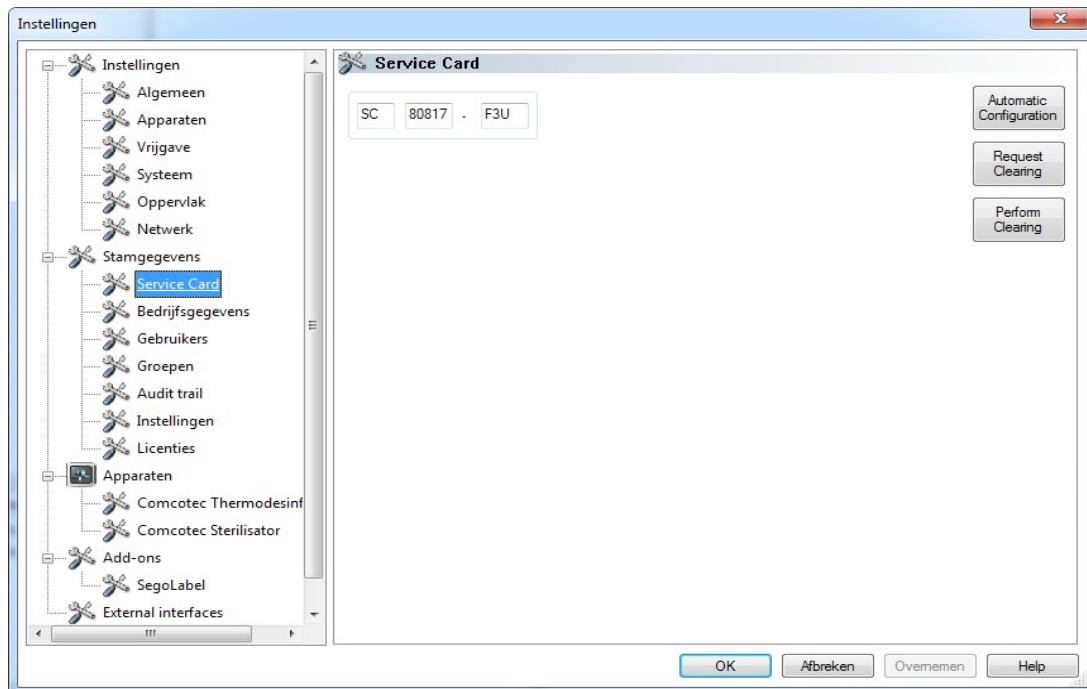 Instellingen
Instellingen
Algemeen
Apparaten
Vrijgave
Systeem
Oppervlak
Netwerk
Stamgegevens
Service Card
Bedrijfsgegevens
Gebruikers
Groepen
Audit trail
Instellingen
Licenties
Apparaten
Comcotec Thermodesinf
Comcotec Sterilisator
Add-ons
SegoLabel
External interfaces
Service Card
SC 80817 - F3U
Automatic
Configuration
Request
Clearing
Perform
Clearing
OK Afbreken Overnemen Help